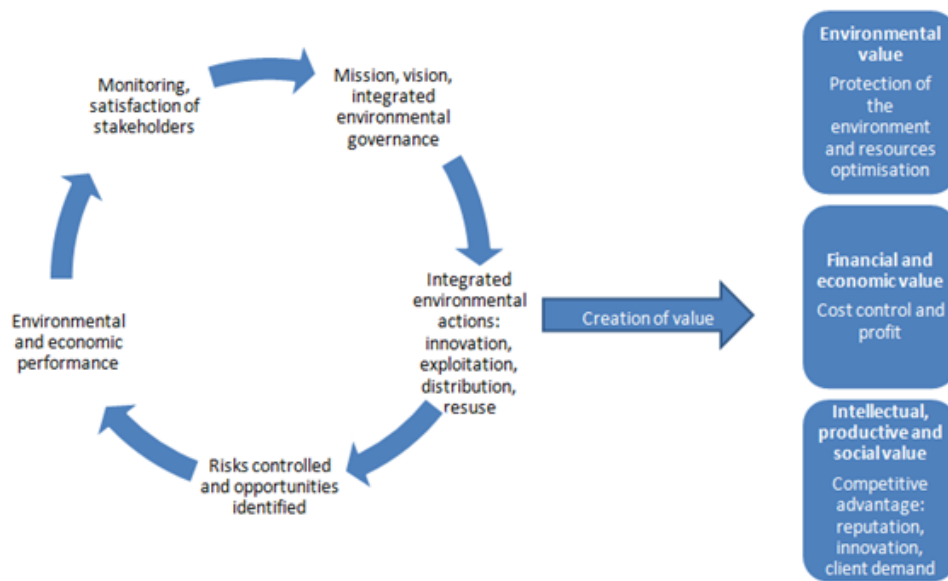 Monitoring,
satisfaction of
stakeholders
Mission, vision,
integrated
environmental
governance
Integrated
environmental
actions:
innovation,
exploitation,
distribution,
resuse
Risks controlled
and opportunities
identified
Environmental
and economic
performance
Creation of value
Environmental
value
Protection of
the
environment
and resources
optimisation
Financial and
economic value
Cost control and
profit
Intellectual,
productive and
social value
Competitive
advantage:
reputation,
innovation,
client demand